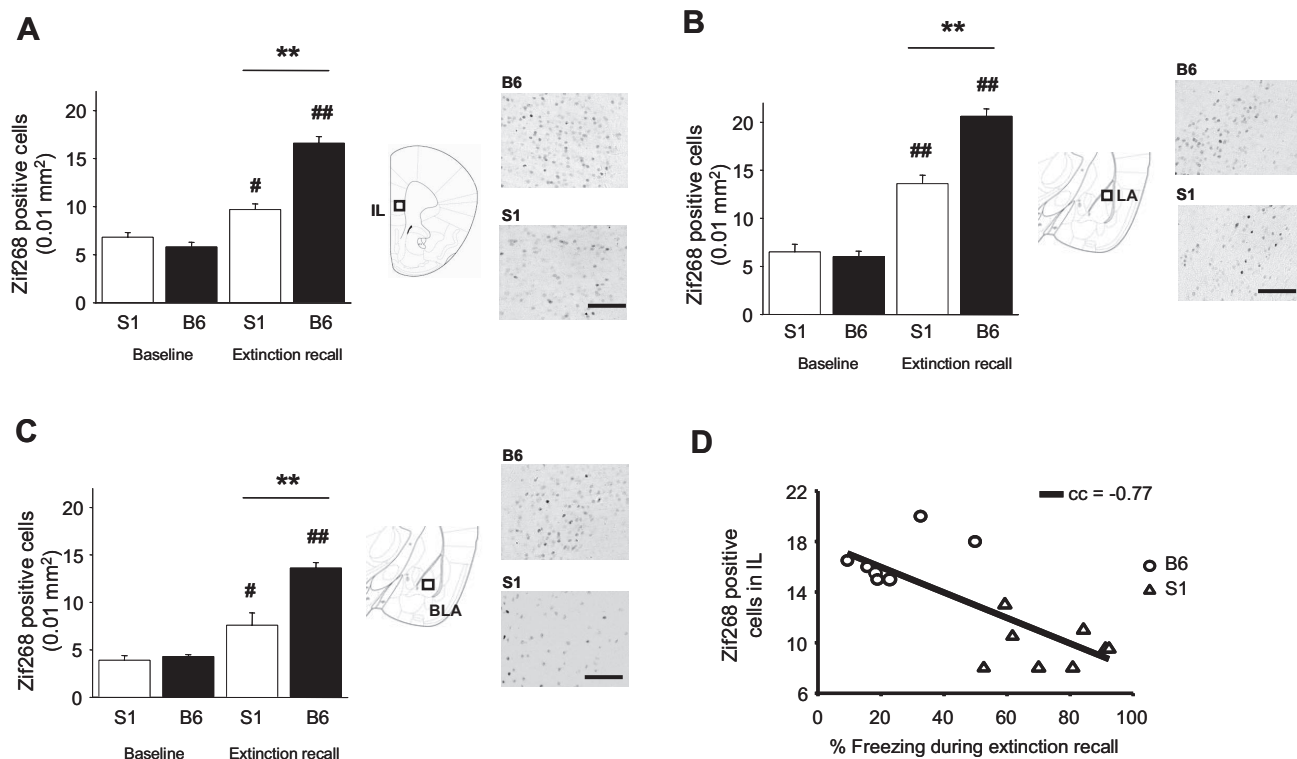 A
**
##
#
20
15
10
5
0
Zif268 positive cells
(0.01 mm²)
S1 B6 S1 B6
Baseline Extinction recall
IL
B6
S1
B
**
##
##
20
15
10
5
0
Zif268 positive cells
(0.01 mm²)
S1 B6 S1 B6
Baseline Extinction recall
LA
B6
S1
C
**
##
#
20
15
10
5
0
Zif268 positive cells
(0.01 mm²)
S1 B6 S1 B6
Baseline Extinction recall
BLA
B6
S1
D
cc = -0.77
22
18
14
10
6
Zif268 positive
cells in IL
B6
S1
0 20 40 60 80 100
% Freezing during extinction recall